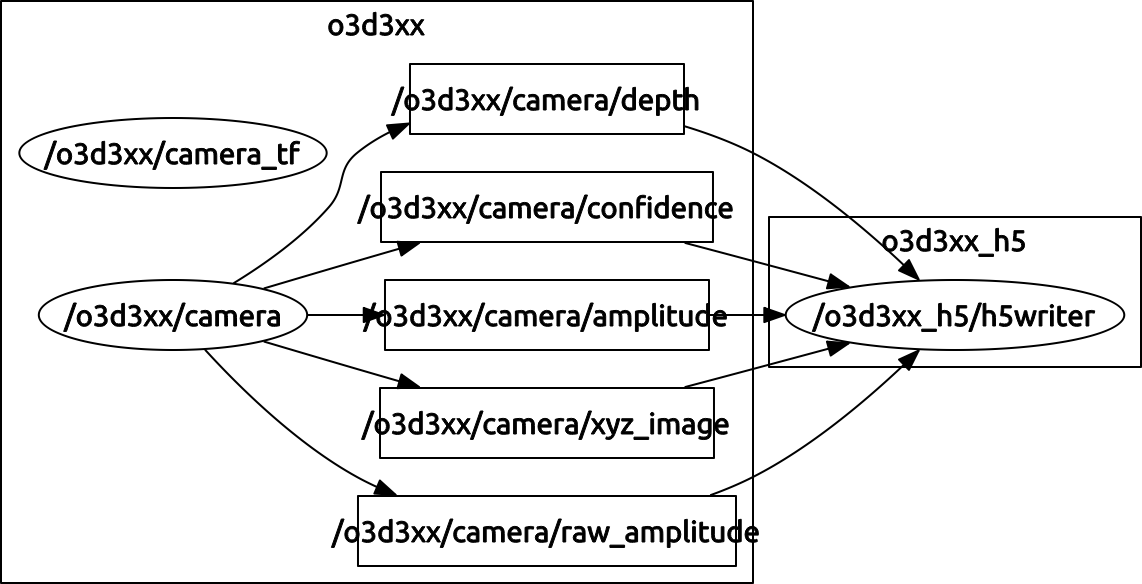 o3d3xx
/o3d3xx/camera/depth
/o3d3xx/camera_tf
/o3d3xx/camera/confidence
o3d3xx_h5
/o3d3xx/camera
/o3d3xx/camera/amplitude
/o3d3xx_h5/h5writer
/o3d3xx/camera/xyz_image
/o3d3xx/camera/raw_amplitude